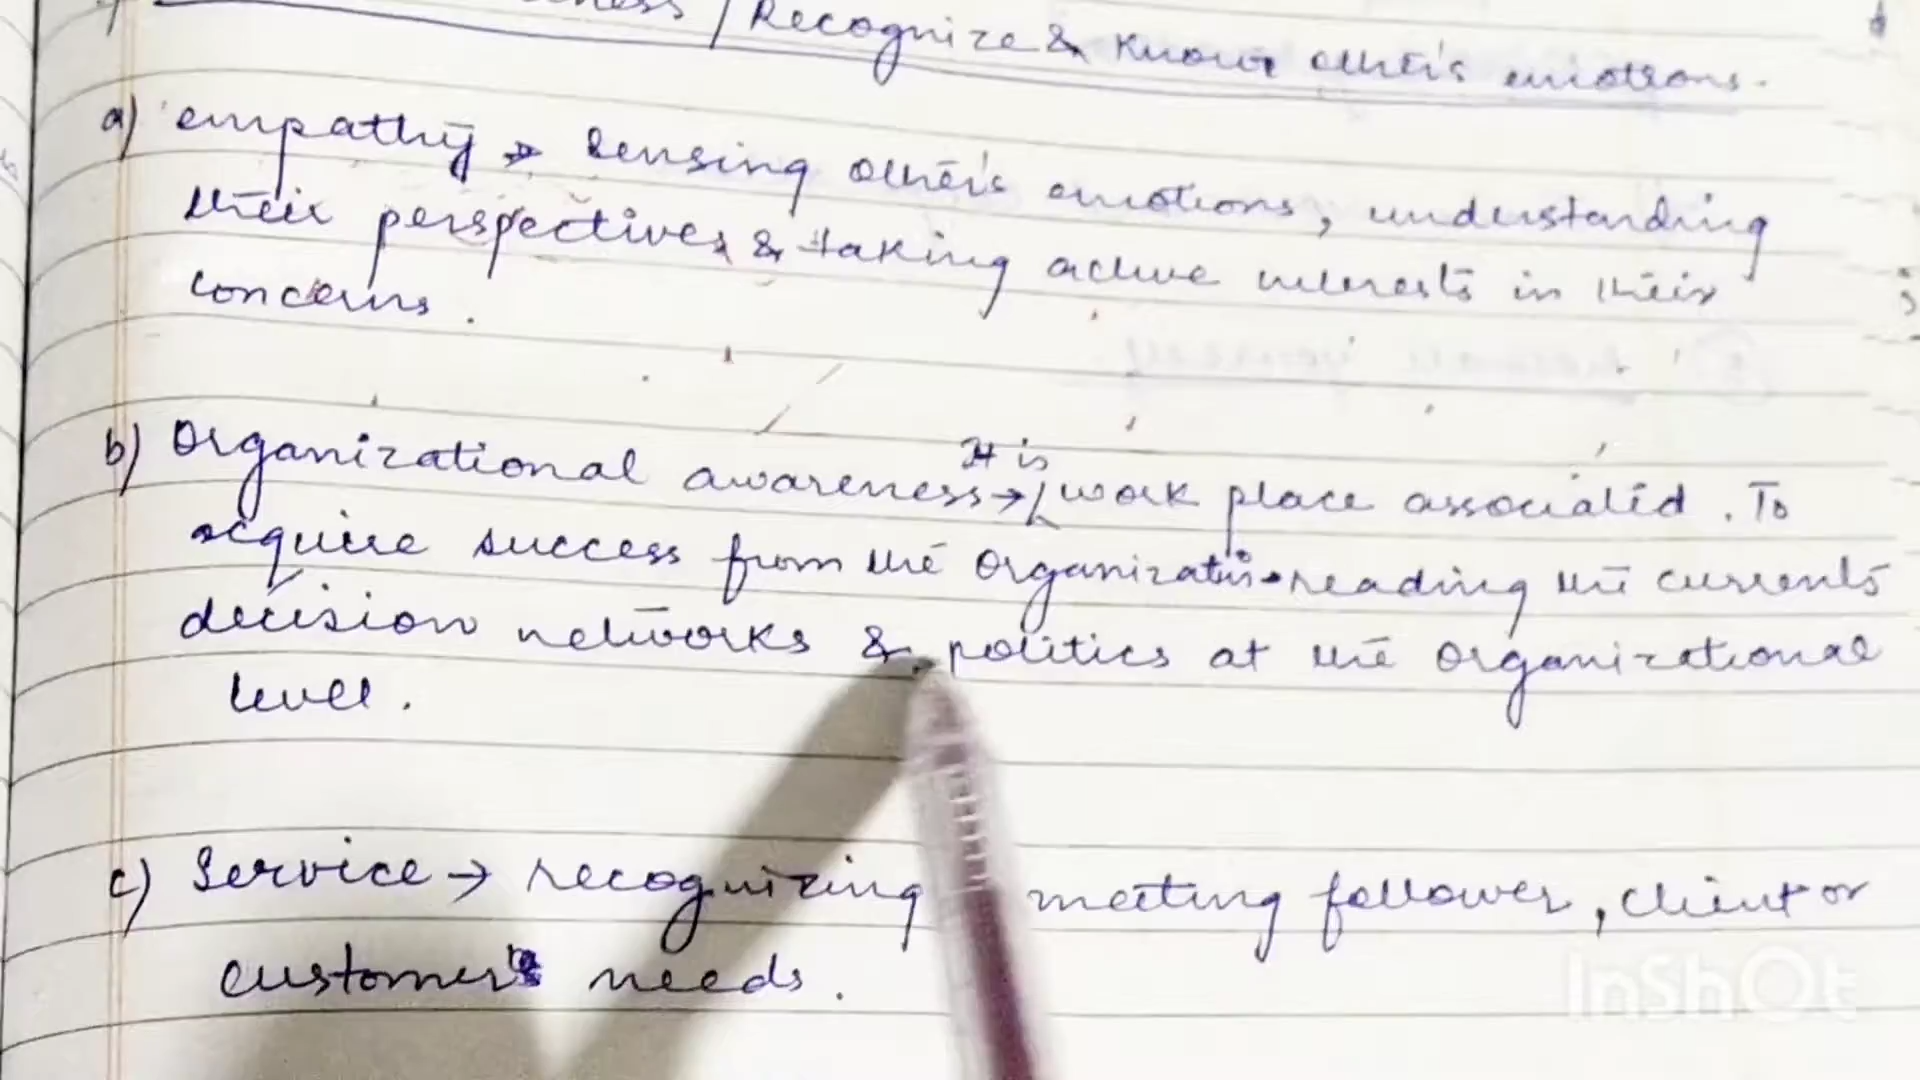 / Recognize & Know other's emotions.
a) empathy → Sensing other's emotions, understanding
their perspectives & taking active interests in their
concerns.
b) Organizational awareness → It is work place associated. To
acquire success from the organization reading the currents
decision networks & politics at the organizational
level.
c) Service → recognizing meeting follower, client or
customer's needs.
InShOt